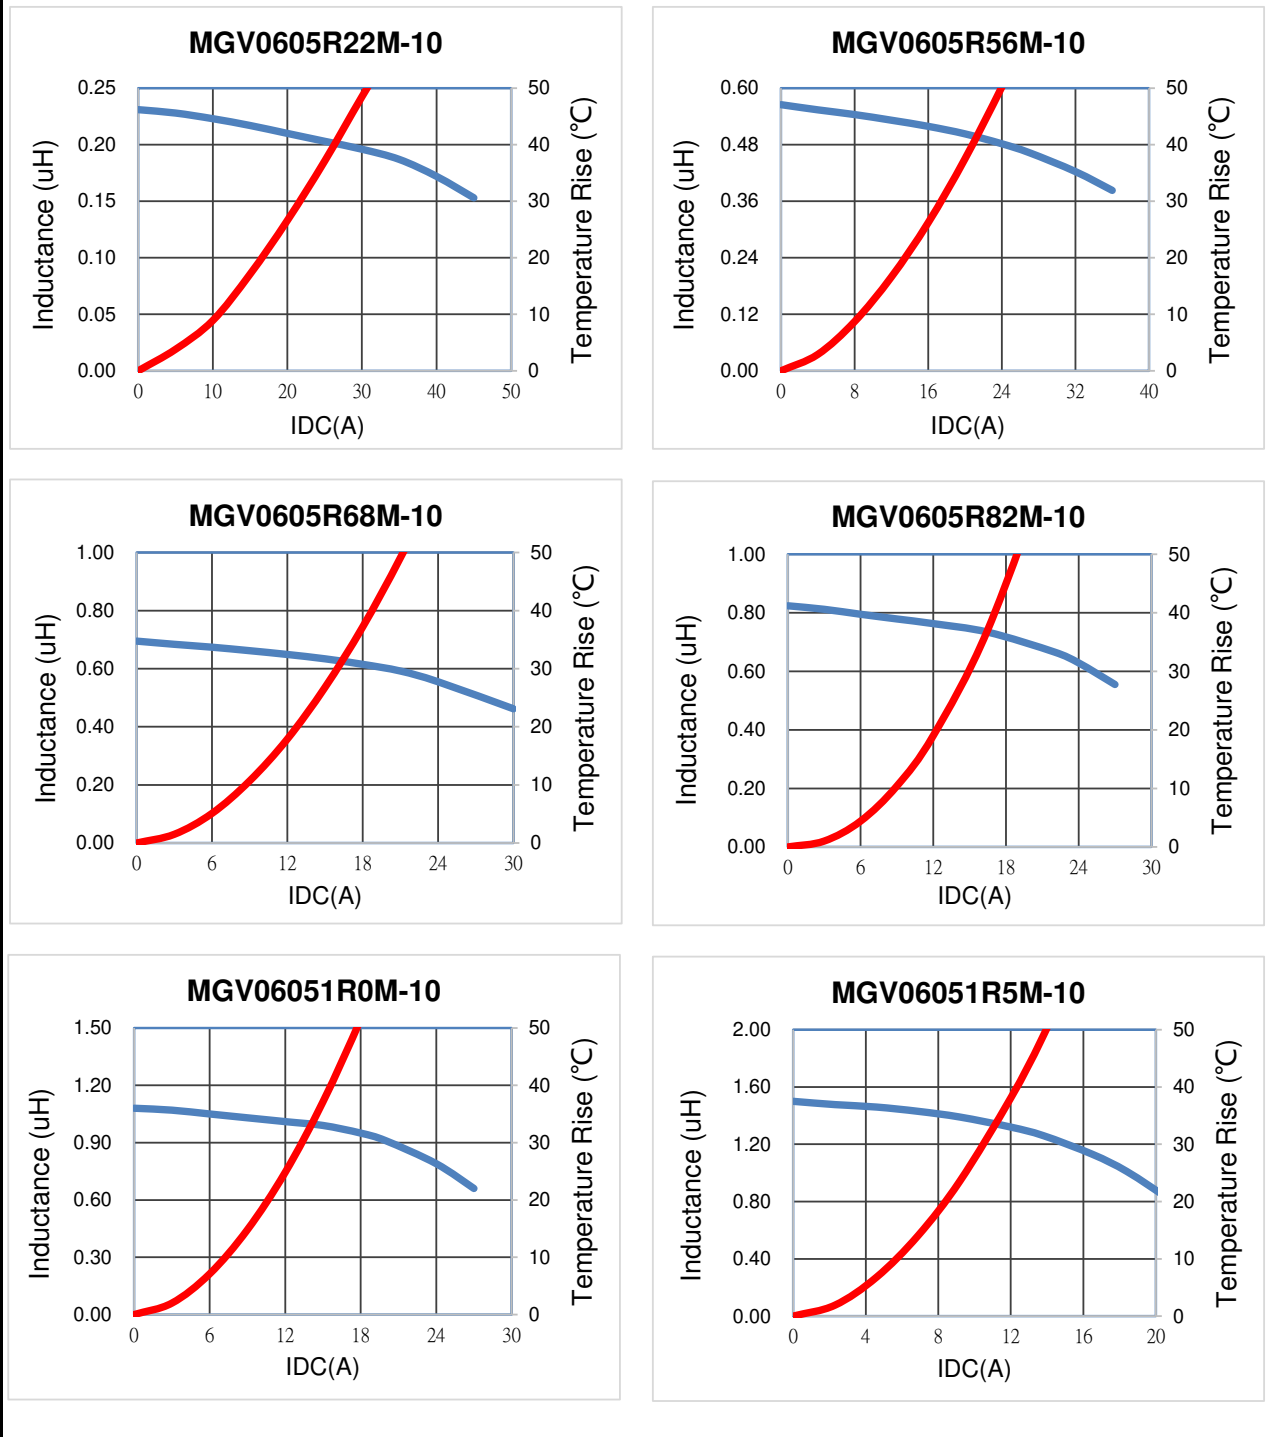 MGV0605R22M-10
0.25
0.20
0.15
0.10
0.05
0.00
50
40
30
20
10
0
0 10 20 30 40 50
Inductance (uH)
Temperature Rise (℃)
IDC(A)
MGV0605R56M-10
0.60
0.48
0.36
0.24
0.12
0.00
50
40
30
20
10
0
0 8 16 24 32 40
Inductance (uH)
Temperature Rise (℃)
IDC(A)
MGV0605R68M-10
1.00
0.80
0.60
0.40
0.20
0.00
50
40
30
20
10
0
0 6 12 18 24 30
Inductance (uH)
Temperature Rise (℃)
IDC(A)
MGV0605R82M-10
1.00
0.80
0.60
0.40
0.20
0.00
50
40
30
20
10
0
0 6 12 18 24 30
Inductance (uH)
Temperature Rise (℃)
IDC(A)
MGV06051R0M-10
1.50
1.20
0.90
0.60
0.30
0.00
50
40
30
20
10
0
0 6 12 18 24 30
Inductance (uH)
Temperature Rise (℃)
IDC(A)
MGV06051R5M-10
2.00
1.60
1.20
0.80
0.40
0.00
50
40
30
20
10
0
0 4 8 12 16 20
Inductance (uH)
Temperature Rise (℃)
IDC(A)